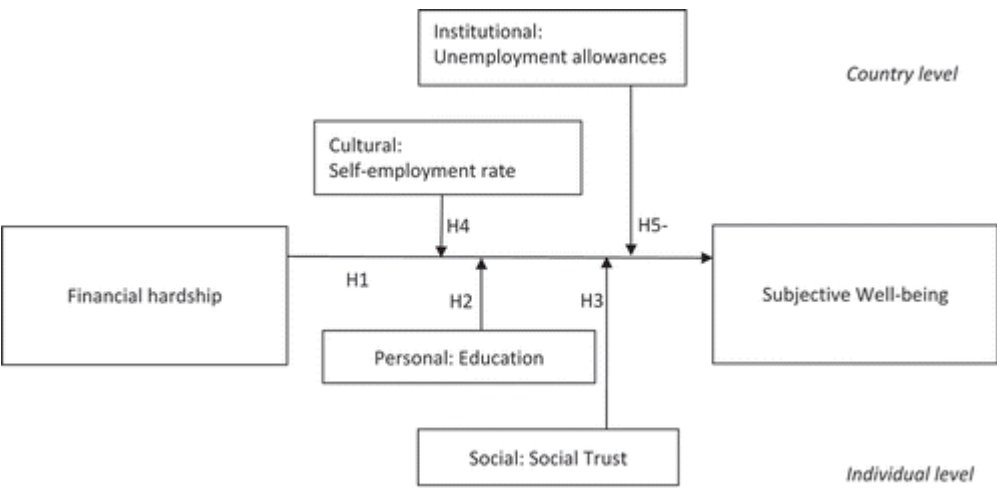 Institutional:
Unemployment allowances
Country level
Cultural:
Self-employment rate
H4
H5-
Financial hardship
H1
H2
H3
Subjective Well-being
Personal: Education
Social: Social Trust
Individual level